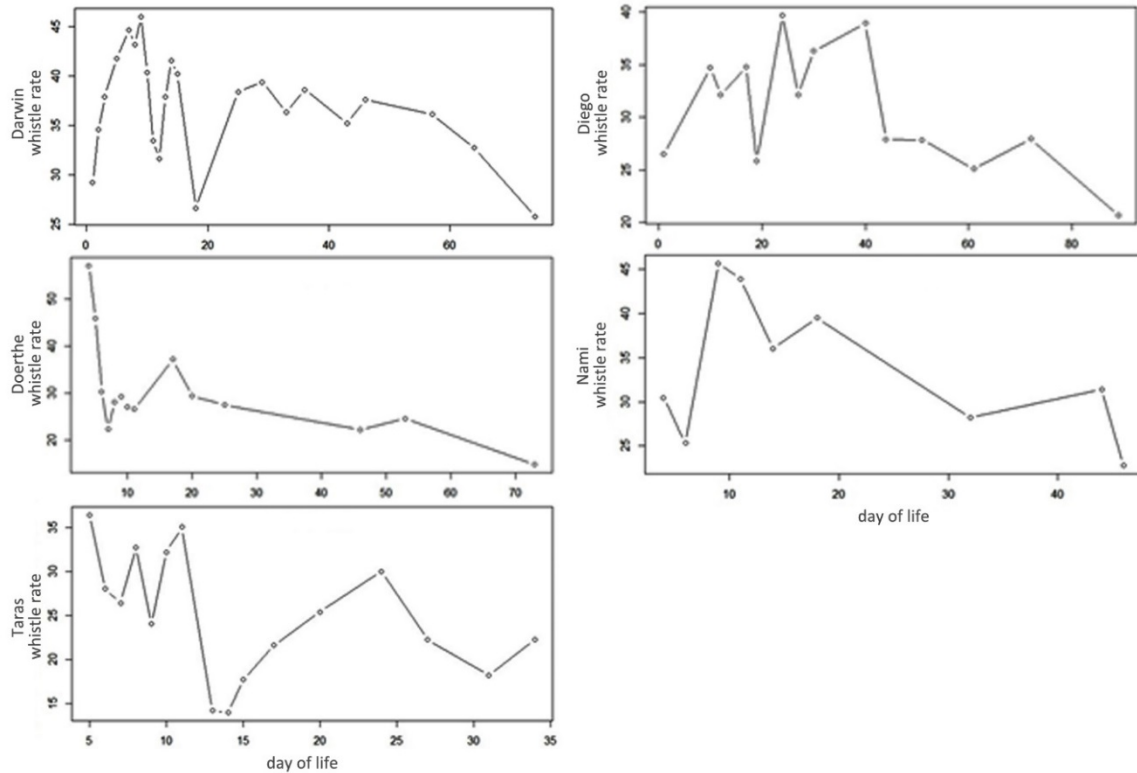 Darwin
whistle rate
45
40
35
30
25
0 20 40 60
Diego
whistle rate
40
35
30
25
20
0 20 40 60 80
Doerthe
whistle rate
50
40
30
20
10 20 30 40 50 60 70
Nami
whistle rate
45
40
35
30
25
10 20 30 40
day of life
Taras
whistle rate
35
30
25
20
15
5 10 15 20 25 30 35
day of life